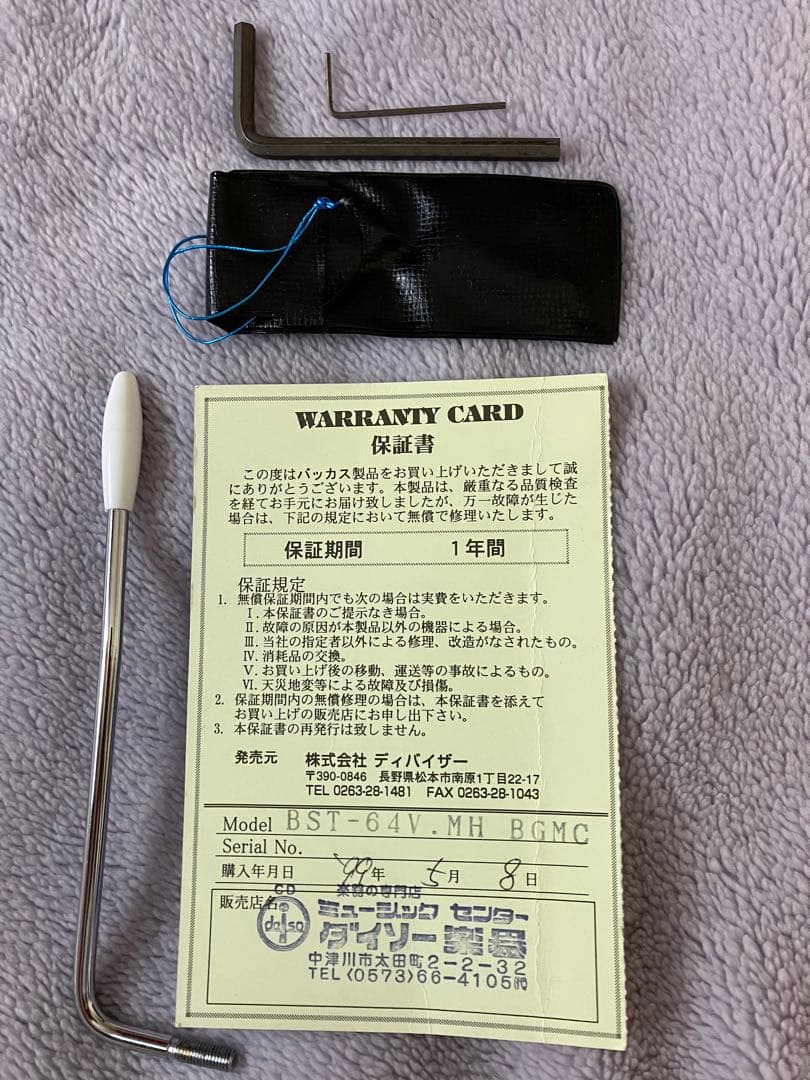 WARRANTY CARD
保証書
この度はバッカス製品をお買い上げいただきまして誠
にありがとうございます。本製品は、厳重なる品質検査
を経てお手元にお届け致しましたが、万一故障が生じた
場合は、下記の規定において無償で修理いたします。
保証期間 1年間
保証規定
1. 無償保証期間内でも次の場合は実費をいただきます。
Ⅰ. 本保証書のご提示なき場合。
Ⅱ. 故障の原因が本製品以外の機器による場合。
Ⅲ. 当社の指定者以外による修理、改造がなされたもの。
Ⅳ. 消耗品の交換。
Ⅴ. お買い上げ後の移動、運送等の事故によるもの。
Ⅵ. 天災地変等による故障及び損傷。
2. 保証期間内の無償修理の場合は、本保証書を添えて
お買い上げの販売店にお申し出下さい。
3. 本保証書の再発行は致しません。
発売元 株式会社 ディバイザー
〒390-0846 長野県松本市南原1丁目22-17
TEL 0263-28-1481 FAX 0263-28-1043
Model BST-64V.MH BGMC
Serial No.
購入年月日 '99年 5月 8日
販売店名
CD 楽器の専門店
daiso ミュージック センター
ダイソー楽器
中津川市太田町2-2-32
TEL〈0573〉66-4105㈹